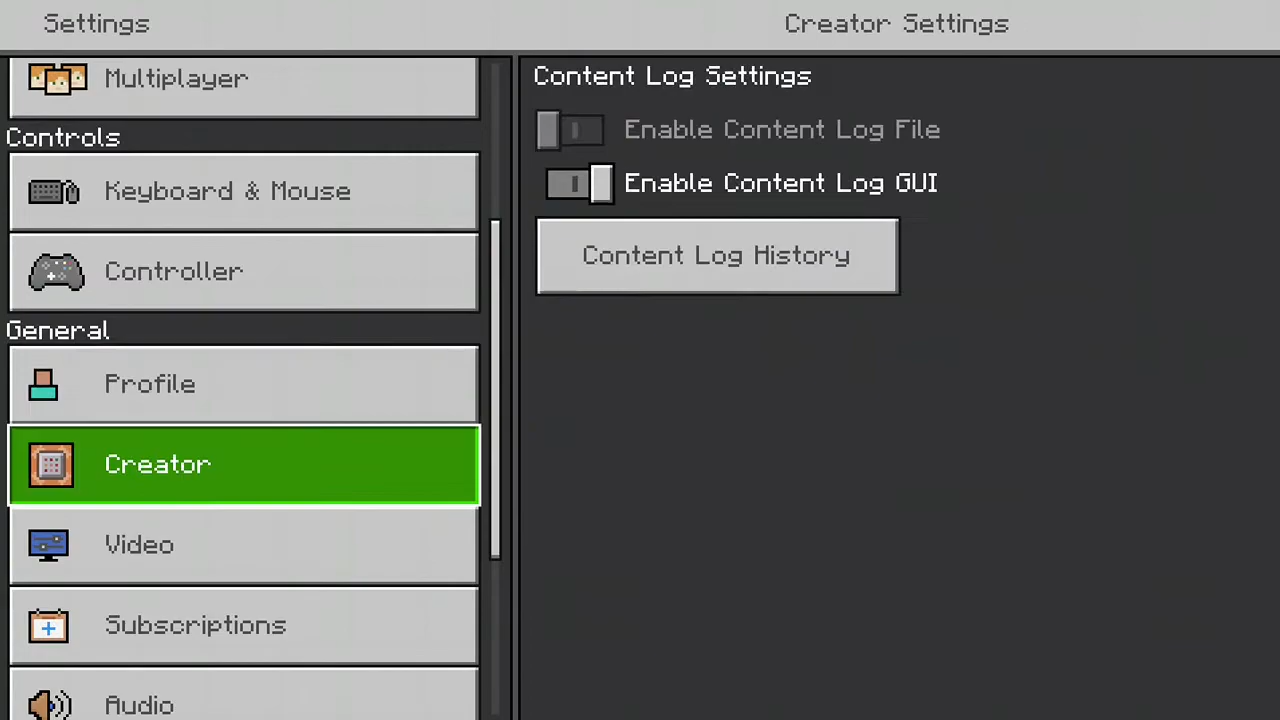 Settings
Creator Settings
Multiplayer
Controls
Keyboard & Mouse
Controller
General
Profile
Creator
Video
Subscriptions
Audio
Content Log Settings
Enable Content Log File
Enable Content Log GUI
Content Log History